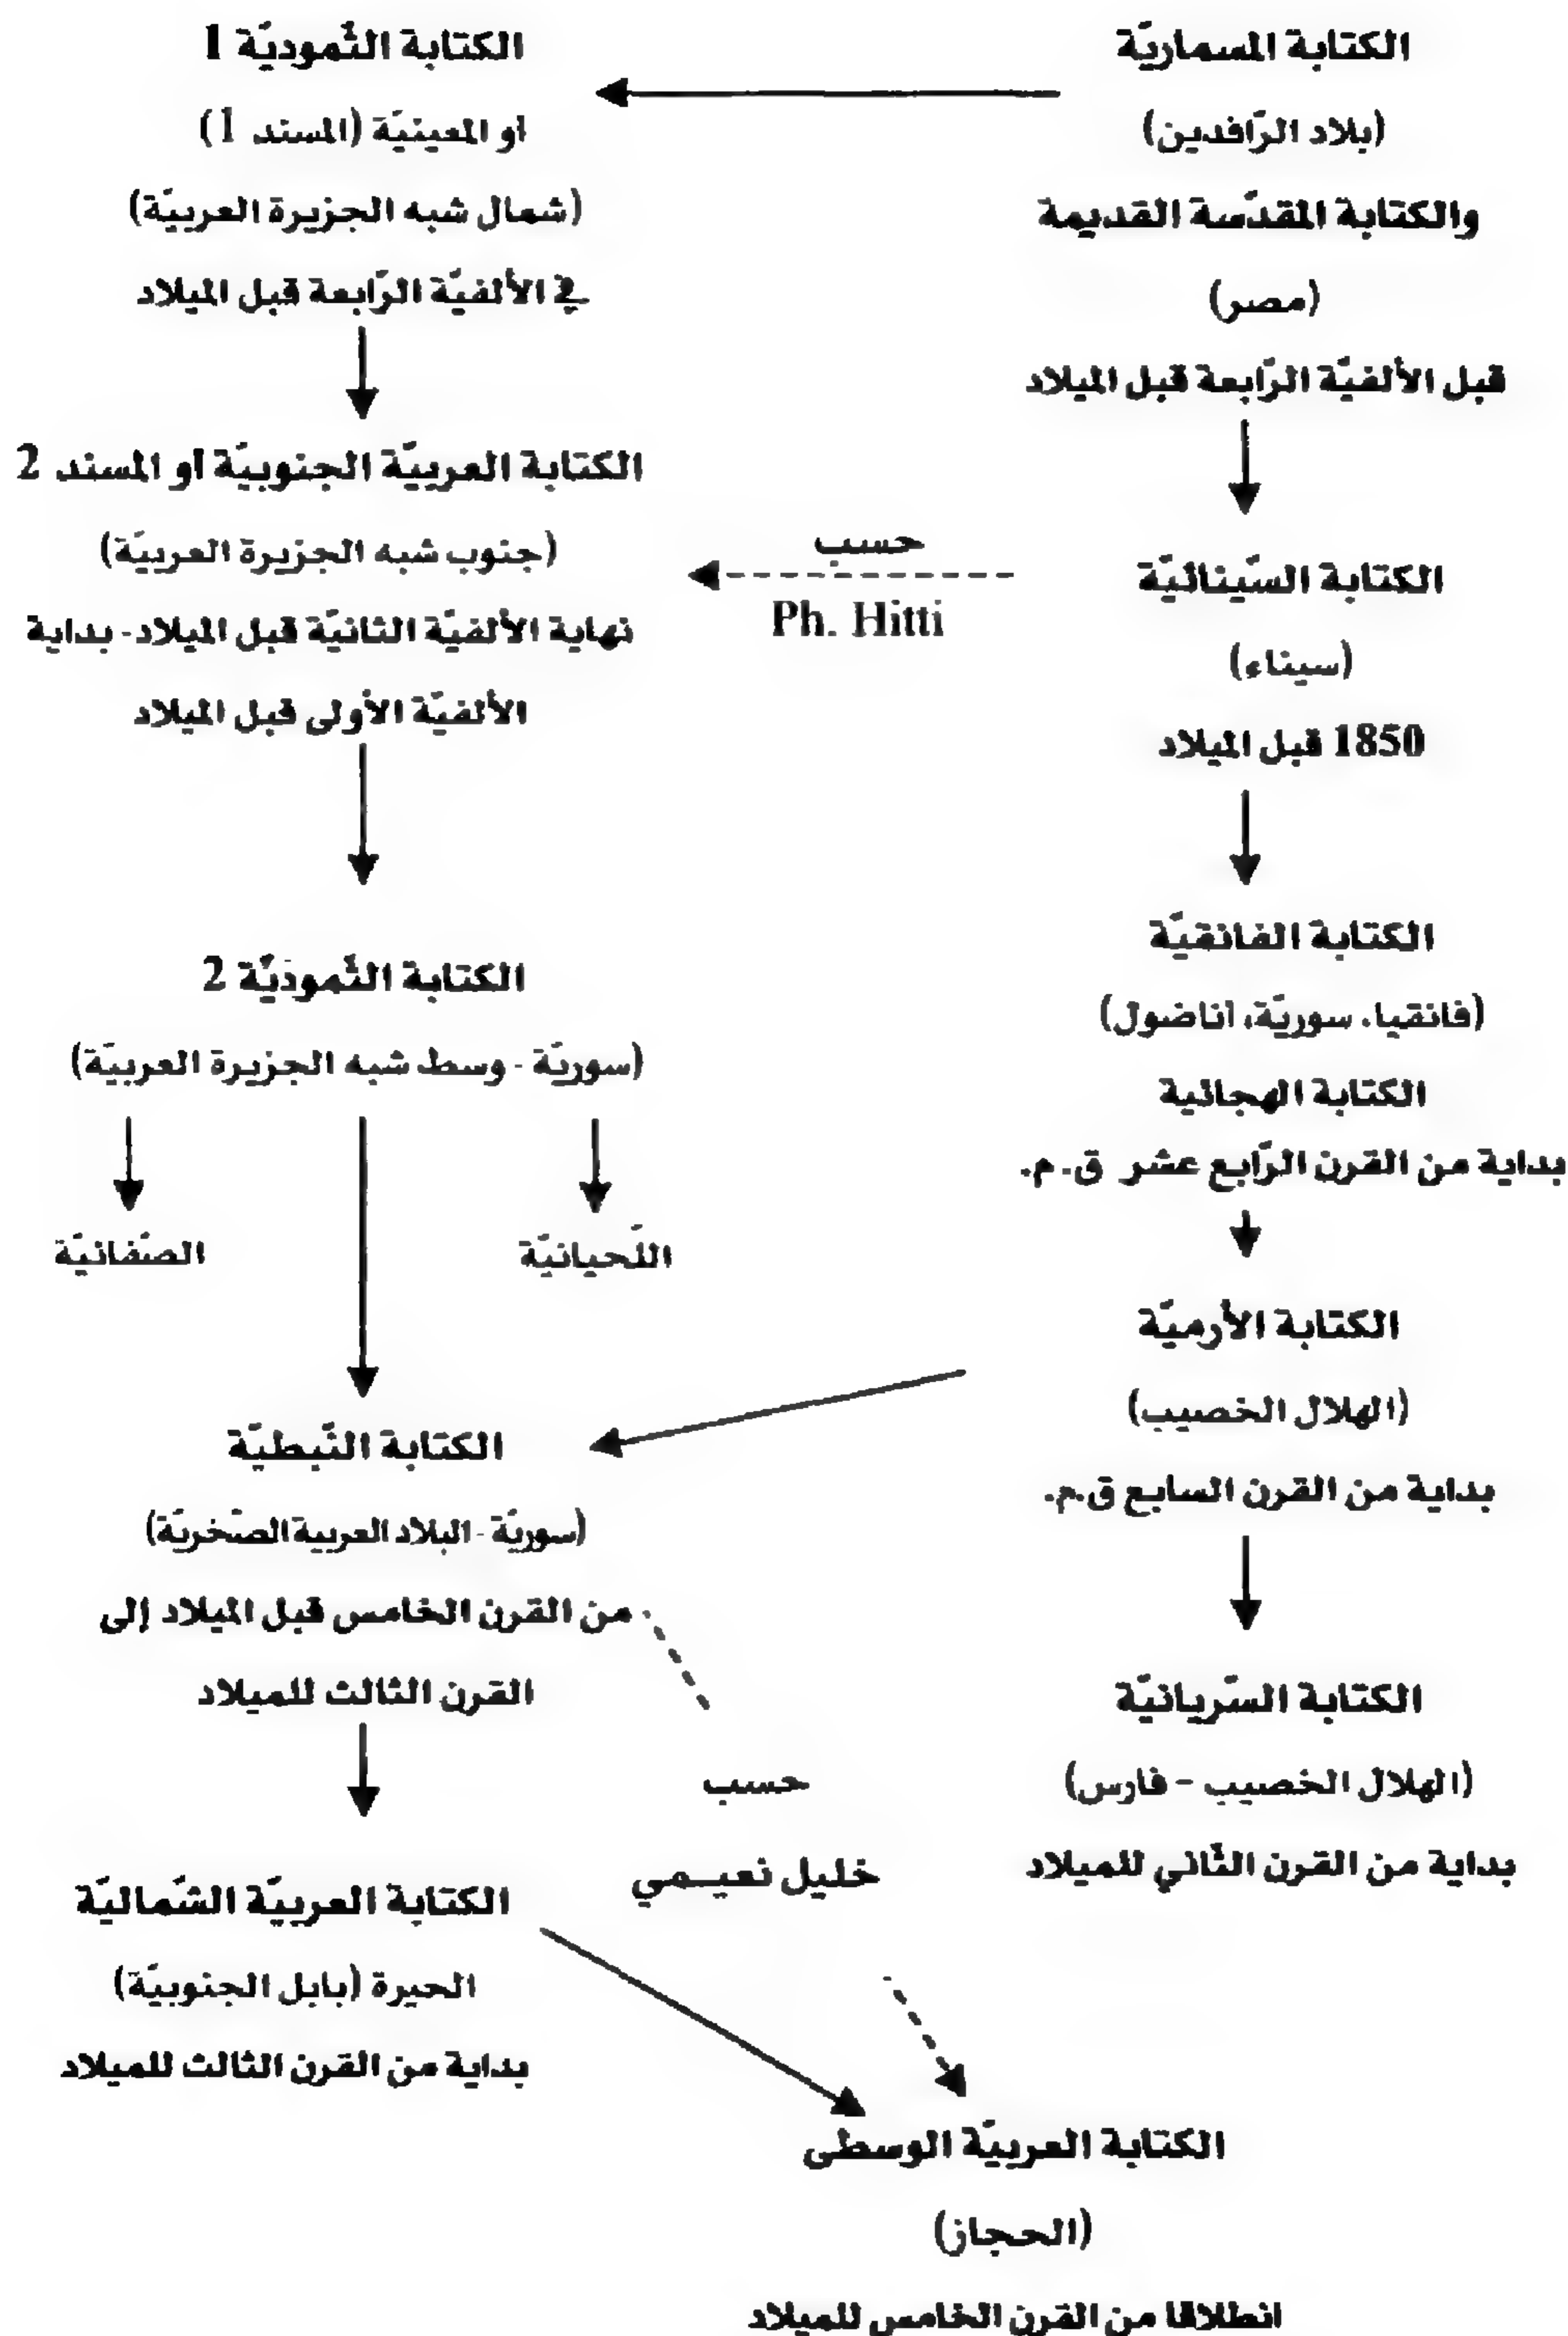 الكتابة المسماريّة
(بلاد الرّافدين)
والكتابة المقدّسة القديمة
(مصر)
قبل الألفيّة الرّابعة قبل الميلاد
الكتابة السّينائيّة
(سيناء)
1850 قبل الميلاد
الكتابة الفانقيّة
(فانقيا، سوريّة، اناضول)
الكتابة الهجائية
بداية من القرن الرّابع عشر ق.م.
الكتابة الأرميّة
(الهلال الخصيب)
بداية من القرن السابع ق.م.
الكتابة السّريانيّة
(الهلال الخصيب – فارس)
بداية من القرن الثّاني للميلاد
حسب
Ph. Hitti
الكتابة الثّموديّة 1
او المعينيّة (المسند 1)
(شمال شبه الجزيرة العربيّة)
في الألفيّة الرّابعة قبل الميلاد
الكتابة العربيّة الجنوبيّة أو المسند 2
(جنوب شبه الجزيرة العربيّة)
نهاية الألفيّة الثانيّة قبل الميلاد - بداية
الألفيّة الأولى قبل الميلاد
الكتابة الثّموديّة 2
(سوريّة - وسط شبه الجزيرة العربيّة)
اللّحيانيّة
الصّفائيّة
الكتابة النّبطيّة
(سوريّة - البلاد العربية الصّخريّة)
من القرن الخامس قبل الميلاد إلى
القرن الثالث للميلاد
حسب
خليل نعيمي
الكتابة العربيّة الشّماليّة
الحيرة (بابل الجنوبيّة)
بداية من القرن الثالث للميلاد
الكتابة العربيّة الوسطى
(الحجاز)
انطلاقا من القرن الخامس للميلاد